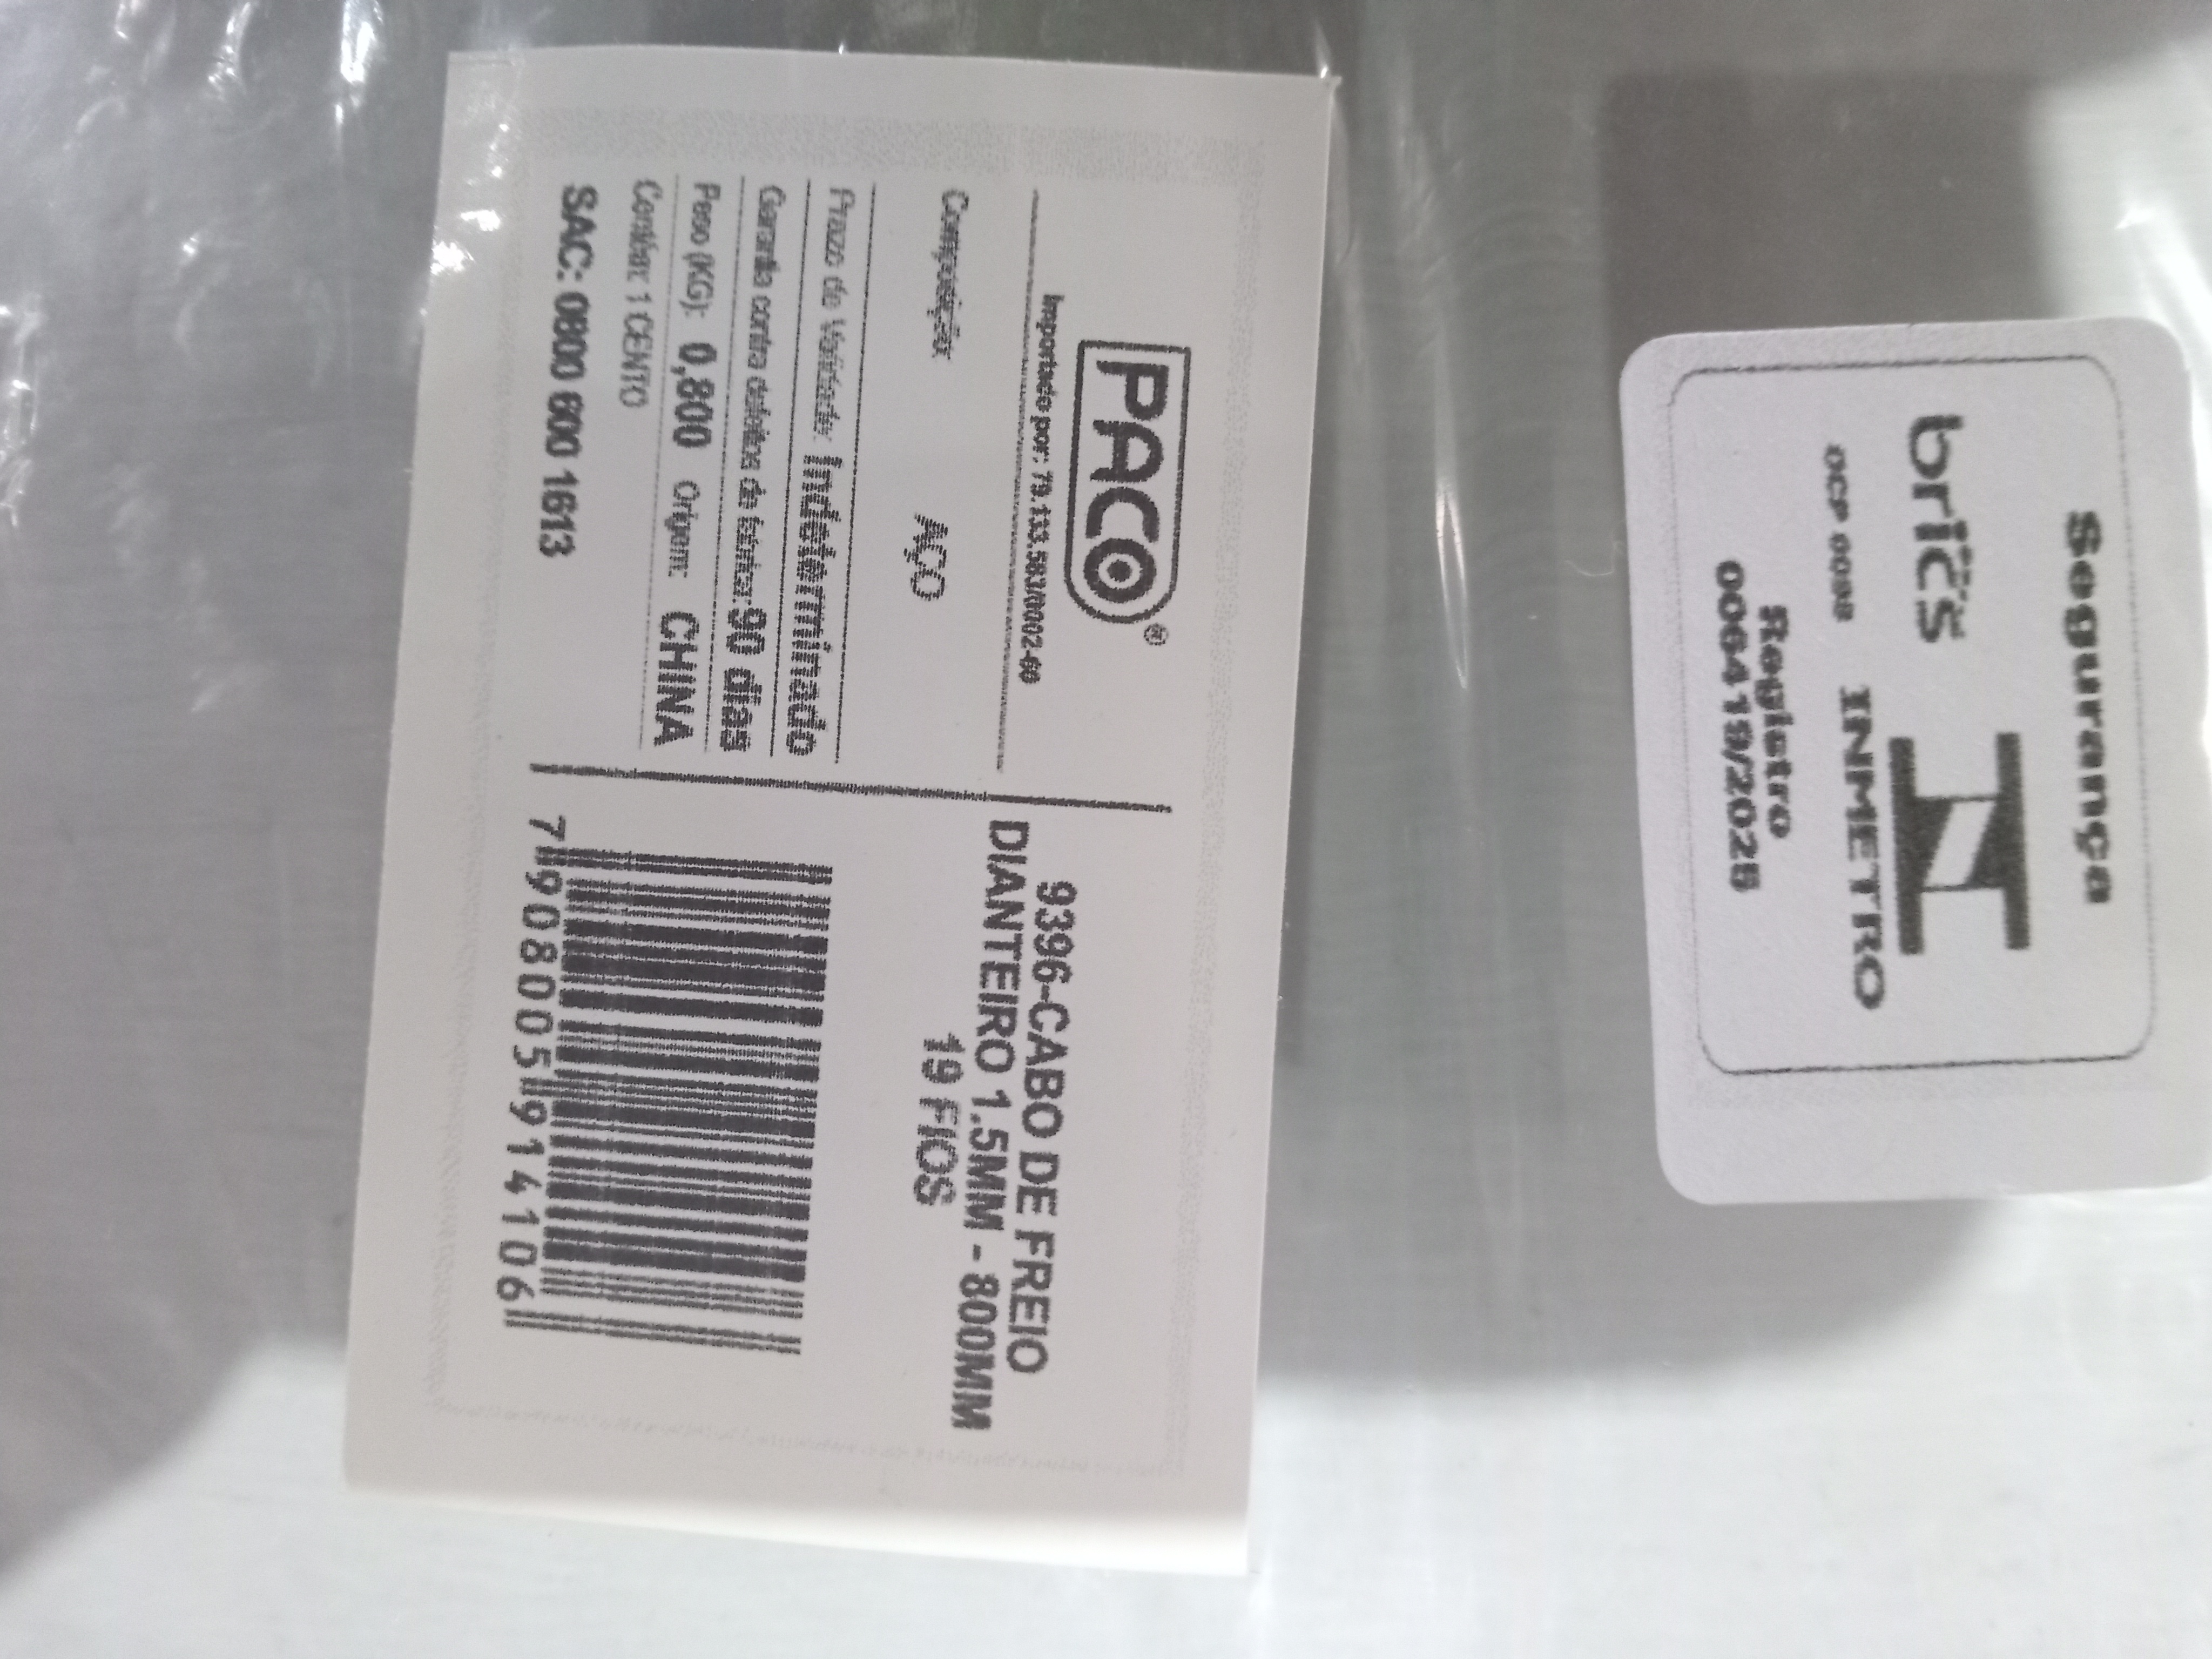 PACO®
Importado por: 79.133.583/0002-60
Composição:
AÇO
Prazo de Validade: Indeterminado
Garantia contra defeitos de fábrica: 90 dias
Peso (KG): 0,800 Origem: CHINA
Contém: 1 CENTO
SAC: 0800 600 1613
9396-CABO DE FREIO
DIANTEIRO 1.5MM - 800MM
19 FIOS
7908005914106
Segurança
brics
OCP 0098
INMETRO
Registro
006419/2025